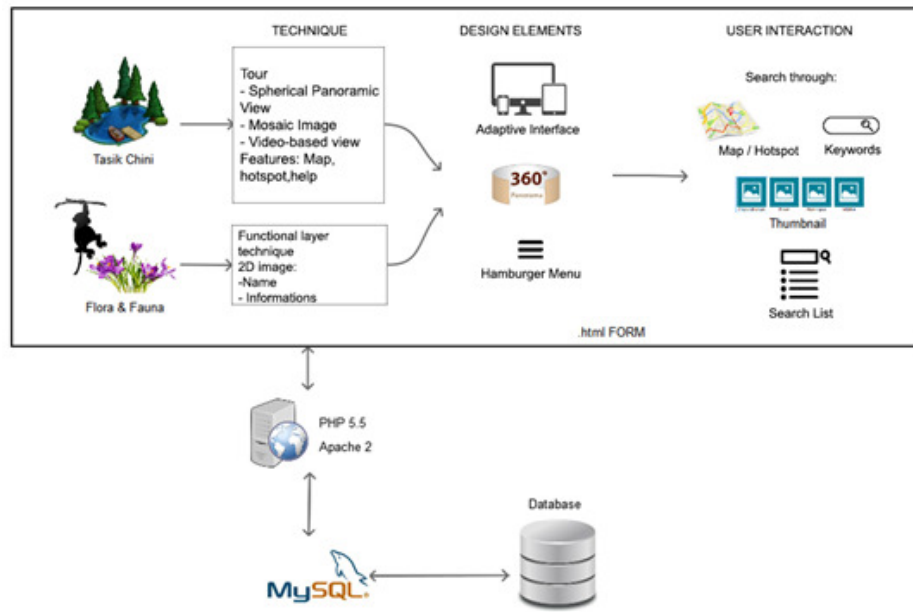 TECHNIQUE
DESIGN ELEMENTS
USER INTERACTION
Tasik Chini
Tour
- Spherical Panoramic
View
- Mosaic Image
- Video-based view
Features: Map,
hotspot,help
Flora & Fauna
Functional layer
technique
2D image:
-Name
- Informations
Adaptive Interface
360°
Panorama
Hamburger Menu
Search through:
Map / Hotspot
Keywords
Thumbnail
Search List
.html FORM
PHP 5.5
Apache 2
MySQL
Database